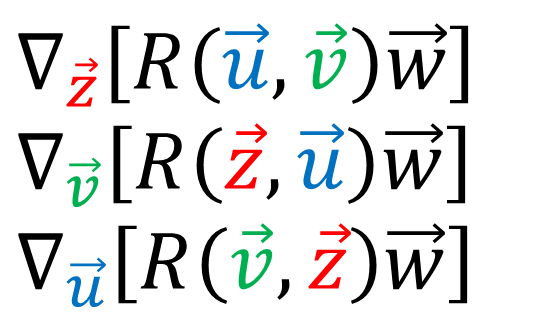 ∇_z⃗ [R(u⃗, v⃗)w⃗]
∇_v⃗ [R(z⃗, u⃗)w⃗]
∇_u⃗ [R(v⃗, z⃗)w⃗]